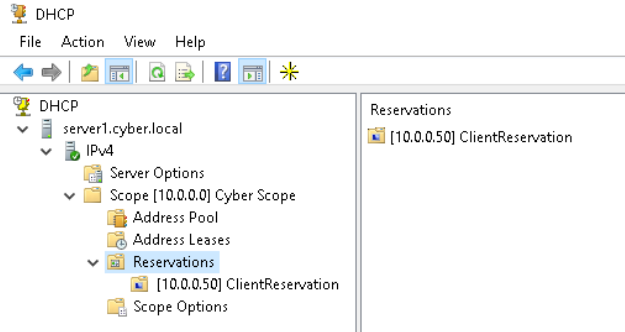 DHCP
File Action View Help
DHCP
server1.cyber.local
IPv4
Server Options
Scope [10.0.0.0] Cyber Scope
Address Pool
Address Leases
Reservations
[10.0.0.50] ClientReservation
Scope Options
Reservations
[10.0.0.50] ClientReservation